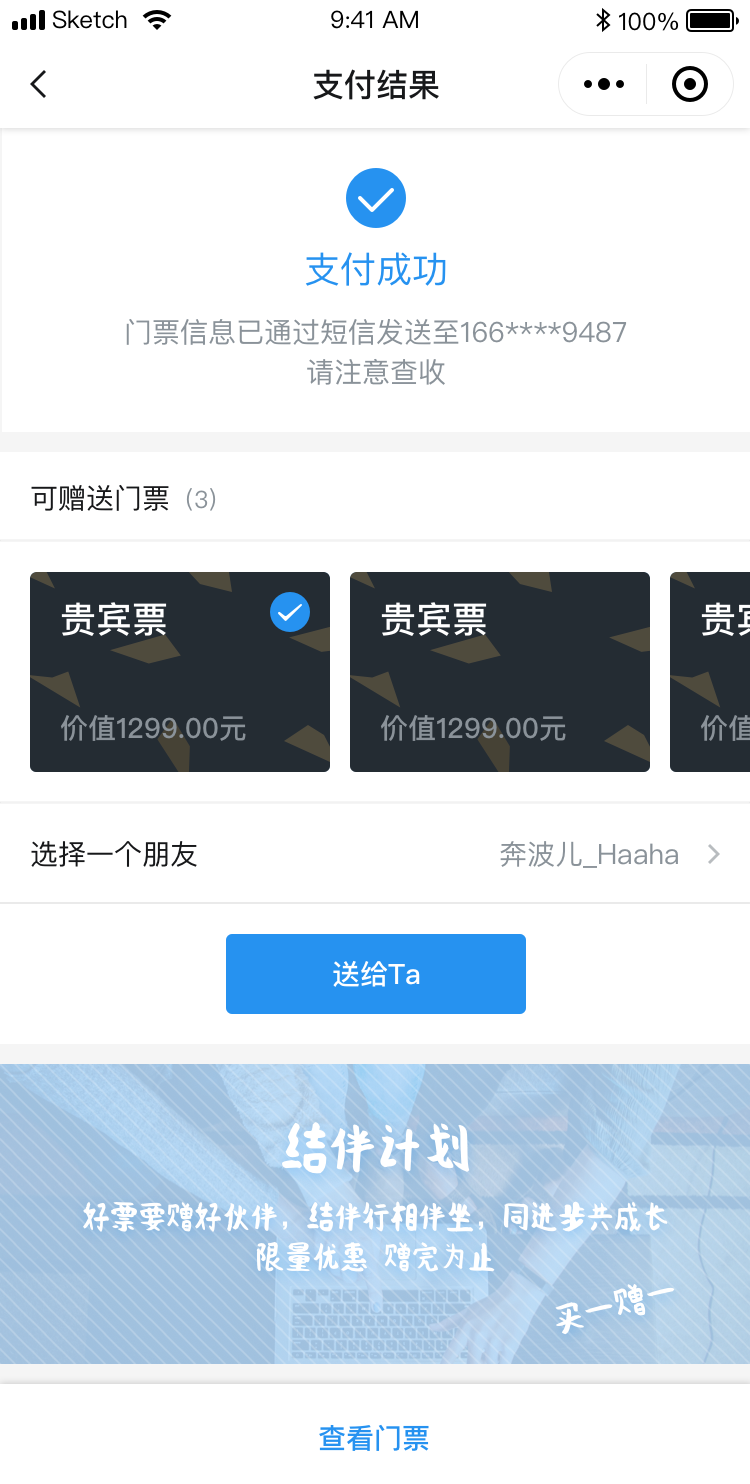 Sketch 9:41 AM 100%
支付结果
支付成功
门票信息已通过短信发送至166****9487
请注意查收
可赠送门票 (3)
贵宾票 贵宾票 贵宾
价值1299.00元 价值1299.00元 价值
选择一个朋友 奔波儿_Haaha
送给Ta
结伴计划
好票要赠好伙伴，结伴行相伴坐，同进步共成长
限量优惠 赠完为止
买一赠一
查看门票